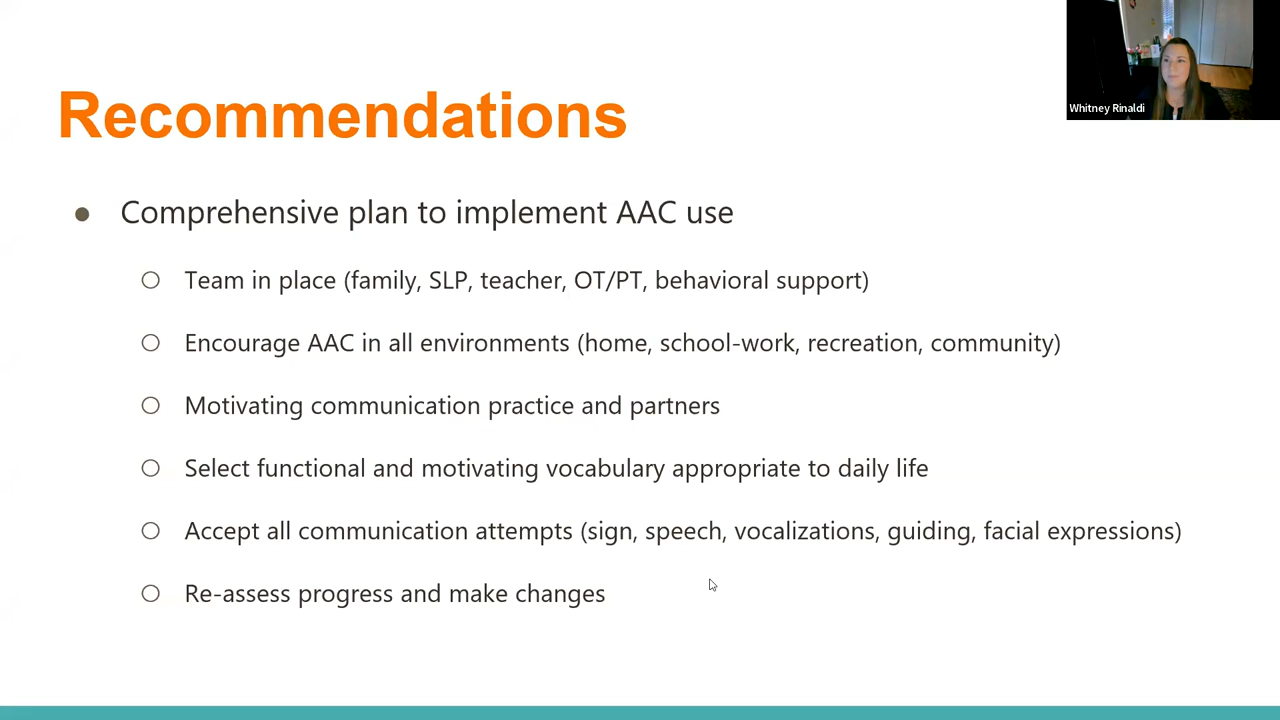 Whitney Rinaldi
Recommendations
● Comprehensive plan to implement AAC use
○ Team in place (family, SLP, teacher, OT/PT, behavioral support)
○ Encourage AAC in all environments (home, school-work, recreation, community)
○ Motivating communication practice and partners
○ Select functional and motivating vocabulary appropriate to daily life
○ Accept all communication attempts (sign, speech, vocalizations, guiding, facial expressions)
○ Re-assess progress and make changes